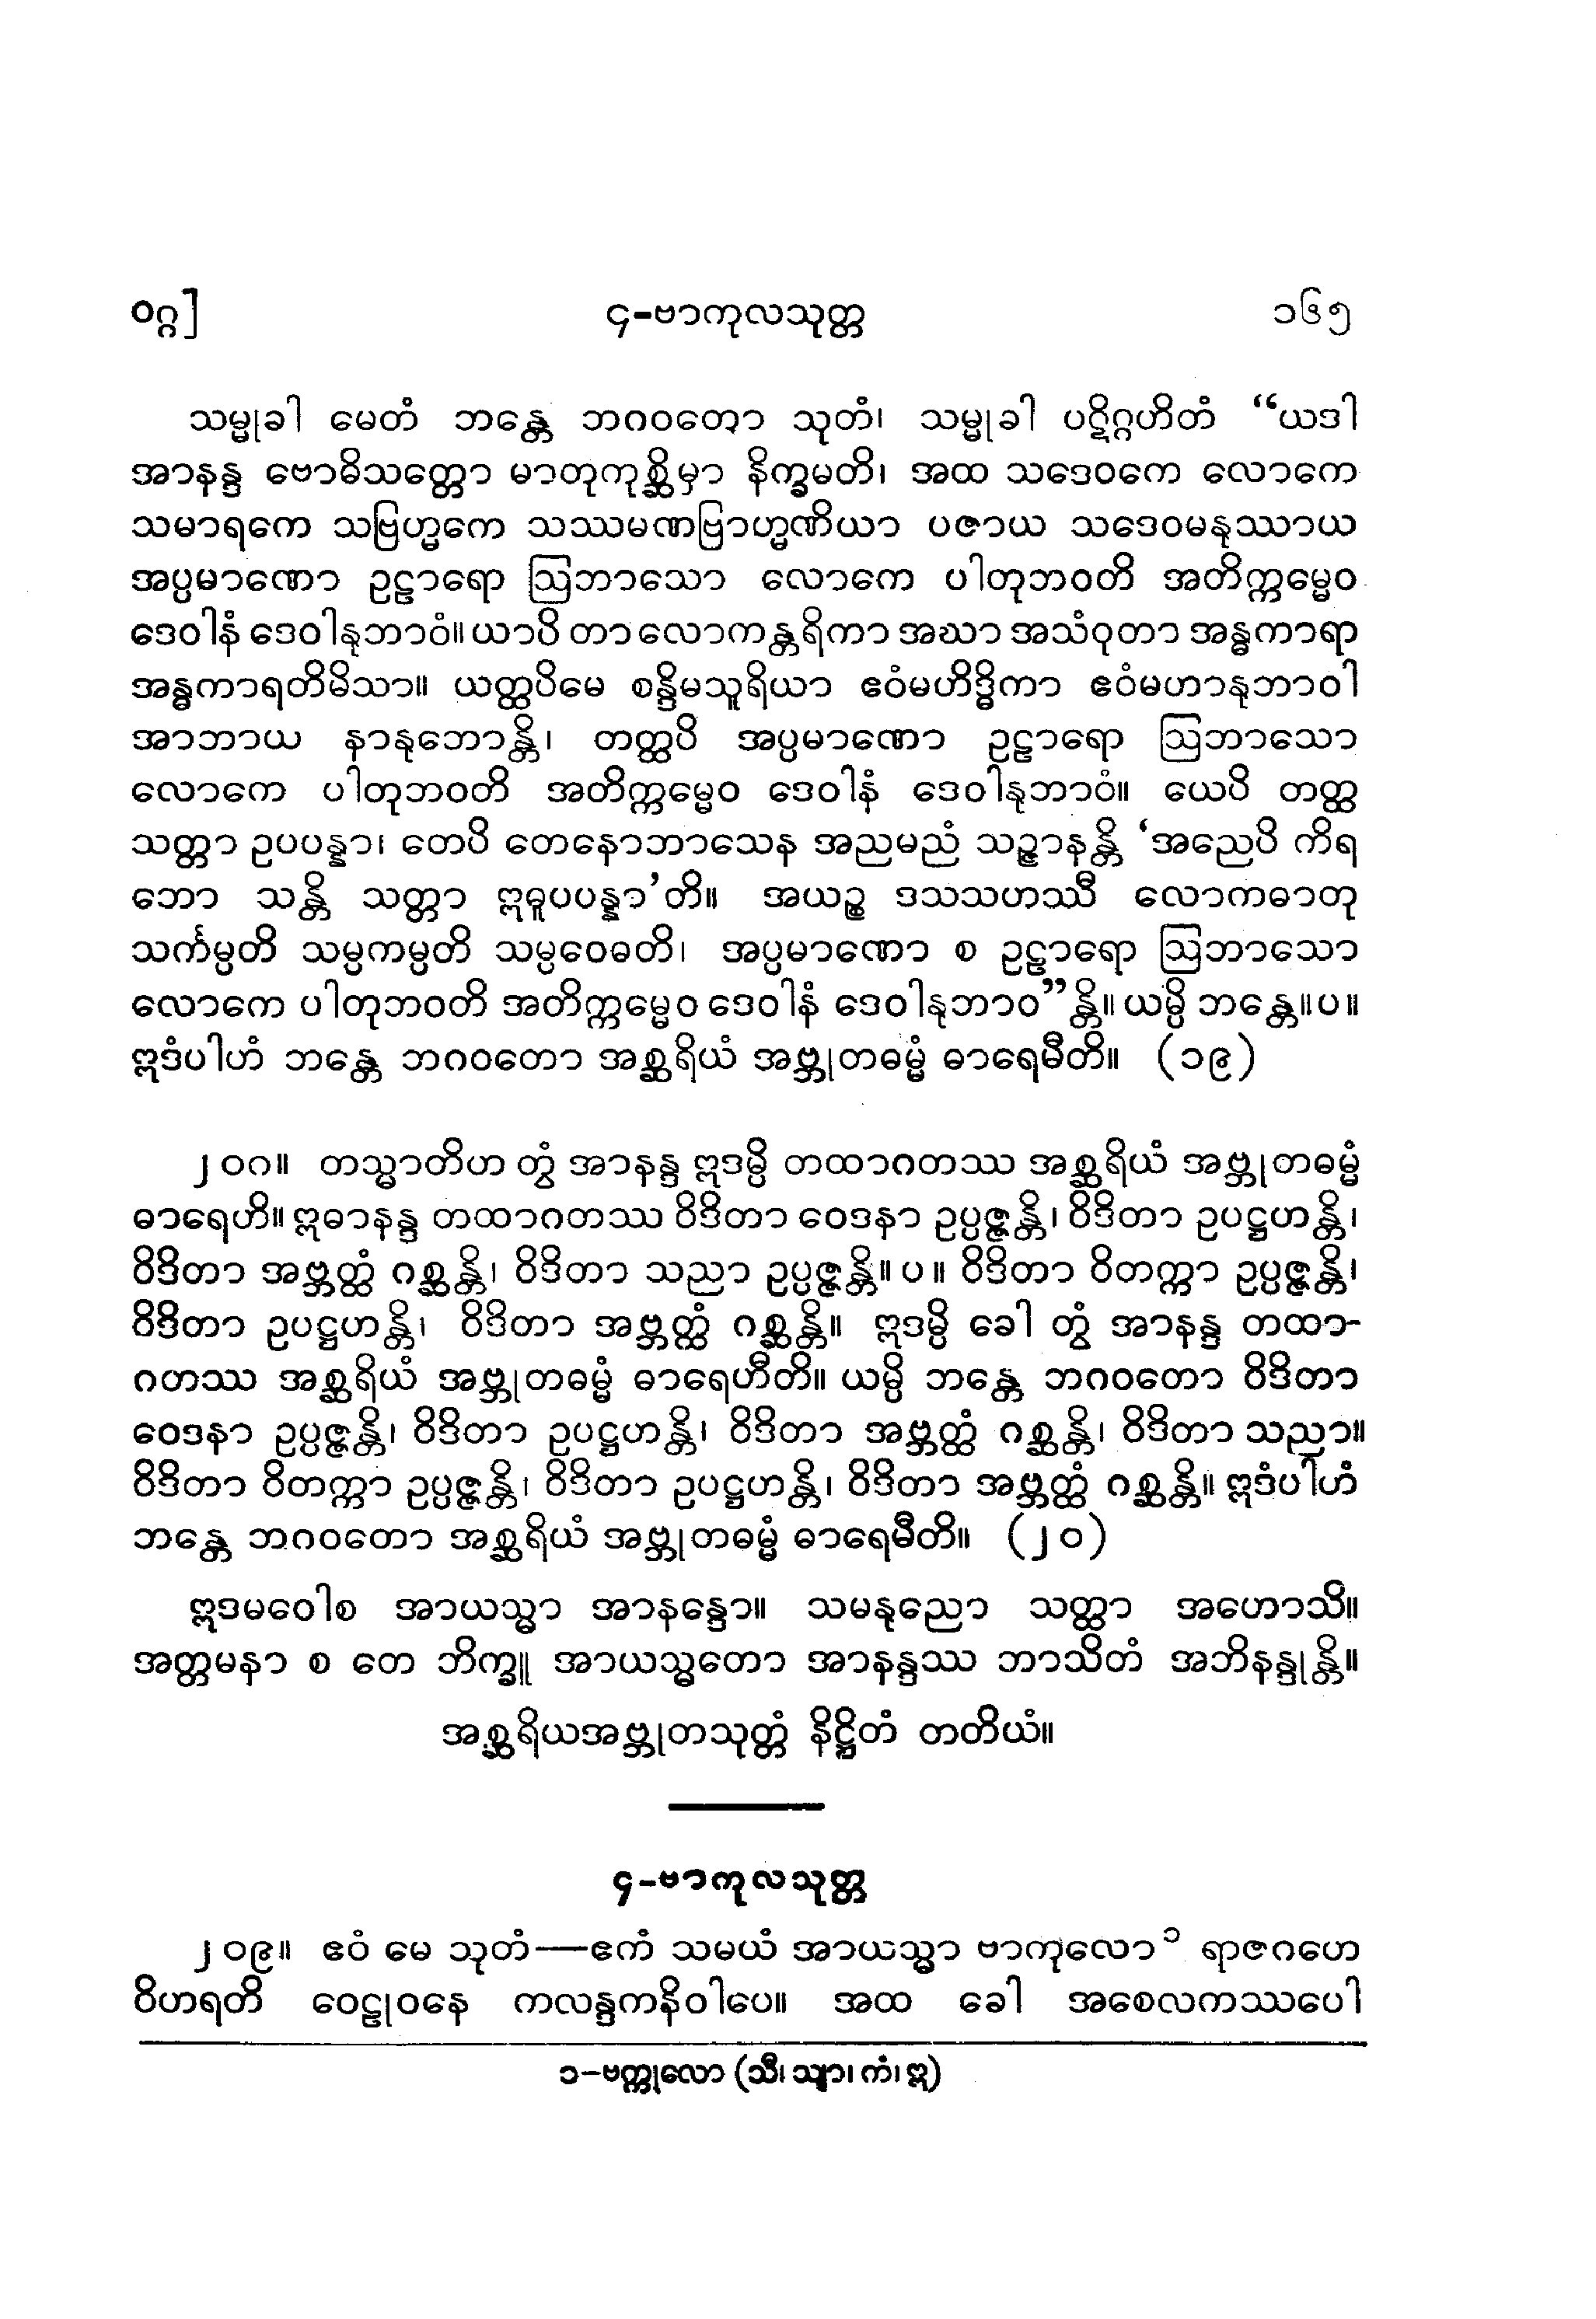 ဝဂ္ဂ] ၄-ဗာကုလသုတ္တ ၁၆၅
သမ္မုခါ မေတံ ဘန္တေ ဘဂဝတော သုတံ၊ သမ္မုခါ ပဋိဂ္ဂဟိတံ “ယဒါ
အာနန္ဒ ဗောဓိသတ္တော မာတုကုစ္ဆိမှာ နိက္ခမတိ၊ အထ သဒေဝကေ လောကေ
သမာရကေ သဗြဟ္မကေ သဿမဏဗြာဟ္မဏိယာ ပဇာယ သဒေဝမနုဿာယ
အပ္ပမာဏော ဥဠာရော ဩဘာသော လောကေ ပါတုဘဝတိ အတိက္ကမ္မေဝ
ဒေဝါနံ ဒေဝါနုဘာဝံ။ ယာပိ တာ လောကန္တရိကာ အဃာ အသံဝုတာ အန္ဓကာရာ
အန္ဓကာရတိမိသာ။ ယတ္ထပိမေ စန္ဒိမသူရိယာ ဧဝံမဟိဒ္ဓိကာ ဧဝံမဟာနုဘာဝါ
အာဘာယ နာနုဘောန္တိ၊ တတ္ထပိ အပ္ပမာဏော ဥဠာရော ဩဘာသော
လောကေ ပါတုဘဝတိ အတိက္ကမ္မေဝ ဒေဝါနံ ဒေဝါနုဘာဝံ။ ယေပိ တတ္ထ
သတ္တာ ဥပပန္နာ၊ တေပိ တေနောဘာသေန အညမညံ သဉ္ဇာနန္တိ ‘အညေပိ ကိရ
ဘော သန္တိ သတ္တာ ဣဓူပပန္နာ’တိ။ အယဉ္စ ဒသသဟဿီ လောကဓာတု
သင်္ကမ္ပတိ သမ္ပကမ္ပတိ သမ္ပဝေဓတိ၊ အပ္ပမာဏော စ ဥဠာရော ဩဘာသော
လောကေ ပါတုဘဝတိ အတိက္ကမ္မေဝ ဒေဝါနံ ဒေဝါနုဘာဝ”န္တိ။ ယမ္ပိ ဘန္တေ။ပ။
ဣဒံပါဟံ ဘန္တေ ဘဂဝတော အစ္ဆရိယံ အဗ္ဘုတဓမ္မံ ဓာရေမီတိ။ (၁၉)
၂၀ဂ။ တသ္မာတိဟ တွံ အာနန္ဒ ဣဒမ္ပိ တထာဂတဿ အစ္ဆရိယံ အဗ္ဘုတဓမ္မံ
ဓာရေဟိ။ ဣဓာနန္ဒ တထာဂတဿ ဝိဒိတာ ဝေဒနာ ဥပ္ပဇ္ဇန္တိ၊ ဝိဒိတာ ဥပဋ္ဌဟန္တိ၊
ဝိဒိတာ အဗ္ဘတ္ထံ ဂစ္ဆန္တိ၊ ဝိဒိတာ သညာ ဥပ္ပဇ္ဇန္တိ။ ပ ။ ဝိဒိတာ ဝိတက္ကာ ဥပ္ပဇ္ဇန္တိ၊
ဝိဒိတာ ဥပဋ္ဌဟန္တိ၊ ဝိဒိတာ အဗ္ဘတ္ထံ ဂစ္ဆန္တိ။ ဣဒမ္ပိ ခေါ တွံ အာနန္ဒ တထာ-
ဂတဿ အစ္ဆရိယံ အဗ္ဘုတဓမ္မံ ဓာရေဟီတိ။ ယမ္ပိ ဘန္တေ ဘဂဝတော ဝိဒိတာ
ဝေဒနာ ဥပ္ပဇ္ဇန္တိ၊ ဝိဒိတာ ဥပဋ္ဌဟန္တိ၊ ဝိဒိတာ အဗ္ဘတ္ထံ ဂစ္ဆန္တိ၊ ဝိဒိတာ သညာ။
ဝိဒိတာ ဝိတက္ကာ ဥပ္ပဇ္ဇန္တိ၊ ဝိဒိတာ ဥပဋ္ဌဟန္တိ၊ ဝိဒိတာ အဗ္ဘတ္ထံ ဂစ္ဆန္တိ။ ဣဒံပါဟံ
ဘန္တေ ဘဂဝတော အစ္ဆရိယံ အဗ္ဘုတဓမ္မံ ဓာရေမီတိ။ (၂၀)
ဣဒမဝေါစ အာယသ္မာ အာနန္ဒော။ သမနုညော သတ္ထာ အဟောသိ။
အတ္တမနာ စ တေ ဘိက္ခူ အာယသ္မတော အာနန္ဒဿ ဘာသိတံ အဘိနန္ဒုန္တိ။
အစ္ဆရိယအဗ္ဘုတသုတ္တံ နိဋ္ဌိတံ တတိယံ။
၄-ဗာကုလသုတ္တ
၂၀၉။ ဧဝံ မေ သုတံ—ဧကံ သမယံ အာယသ္မာ ဗာကုလော၁ ရာဇဂဟေ
ဝိဟရတိ ဝေဠုဝနေ ကလန္ဒကနိဝါပေ။ အထ ခေါ အစေလကဿပေါ
၁-ဗက္ကုလော (သီ၊ သျာ၊ ကံ၊ ဣ)